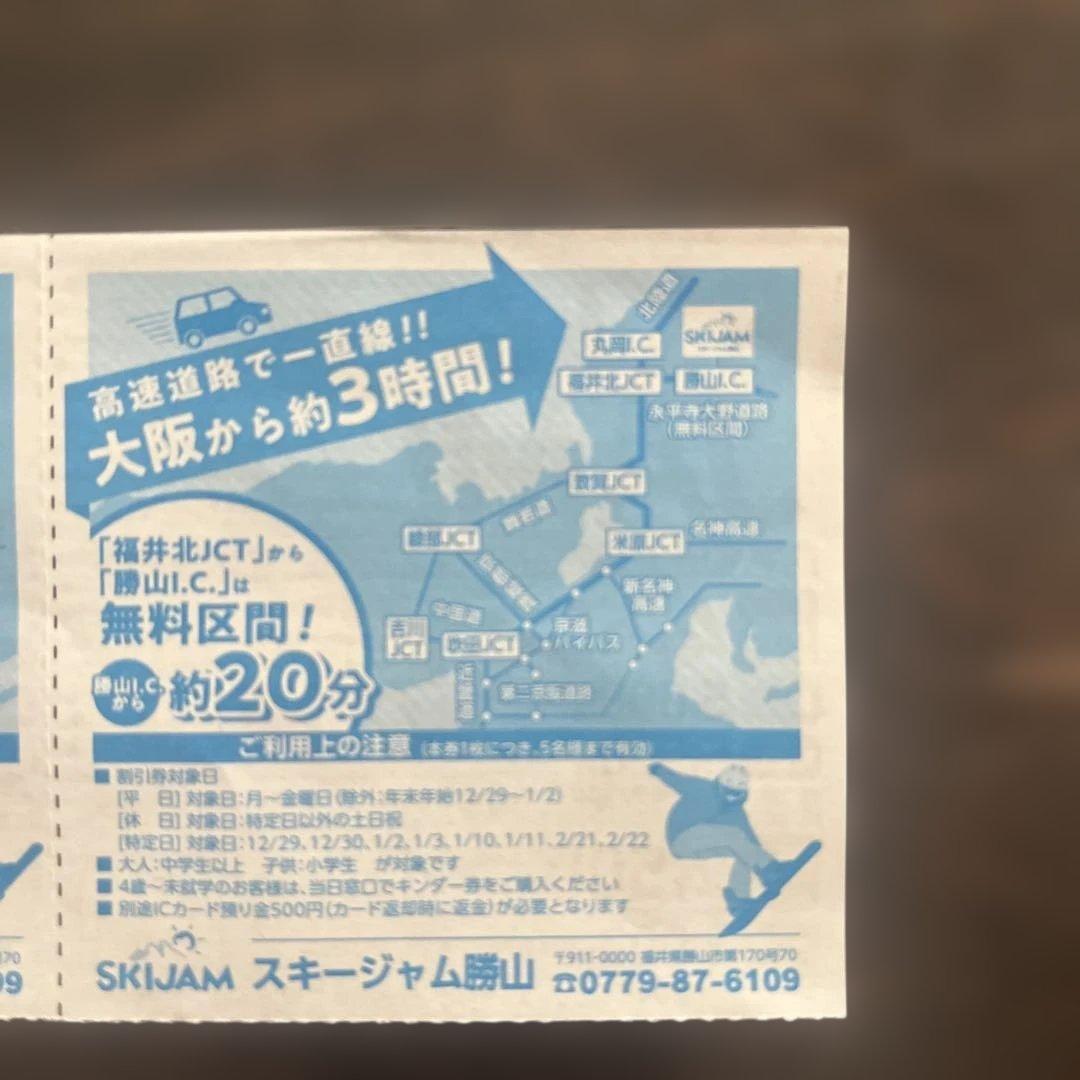 高速道路で一直線!!
大阪から約3時間!
北陸道
SKIJAM
丸岡I.C.
福井北JCT
勝山I.C.
永平寺大野道路
(無料区間)
敦賀JCT
舞若道
綾部JCT
米原JCT
名神高速
新名神
高速
京滋
バイパス
中国道
吉川
JCT
吹田JCT
第二京阪道路
「福井北JCT」から
「勝山I.C.」は
無料区間!
勝山I.C.
から
約20分
ご利用上の注意 (本券1枚につき、5名様まで有効)
■ 割引券対象日
[平 日] 対象日:月〜金曜日(除外:年末年始12/29〜1/2)
[休 日] 対象日:特定日以外の土日祝
[特定日] 対象日:12/29、12/30、1/2、1/3、1/10、1/11、2/21、2/22
■ 大人:中学生以上 子供:小学生 が対象です
■ 4歳〜未就学のお客様は、当日窓口でキンダー券をご購入ください
■ 別途ICカード預り金500円(カード返却時に返金)が必要となります
SKIJAM スキージャム勝山
〒911-0000 福井県勝山市第170号70
☎0779-87-6109
170
09